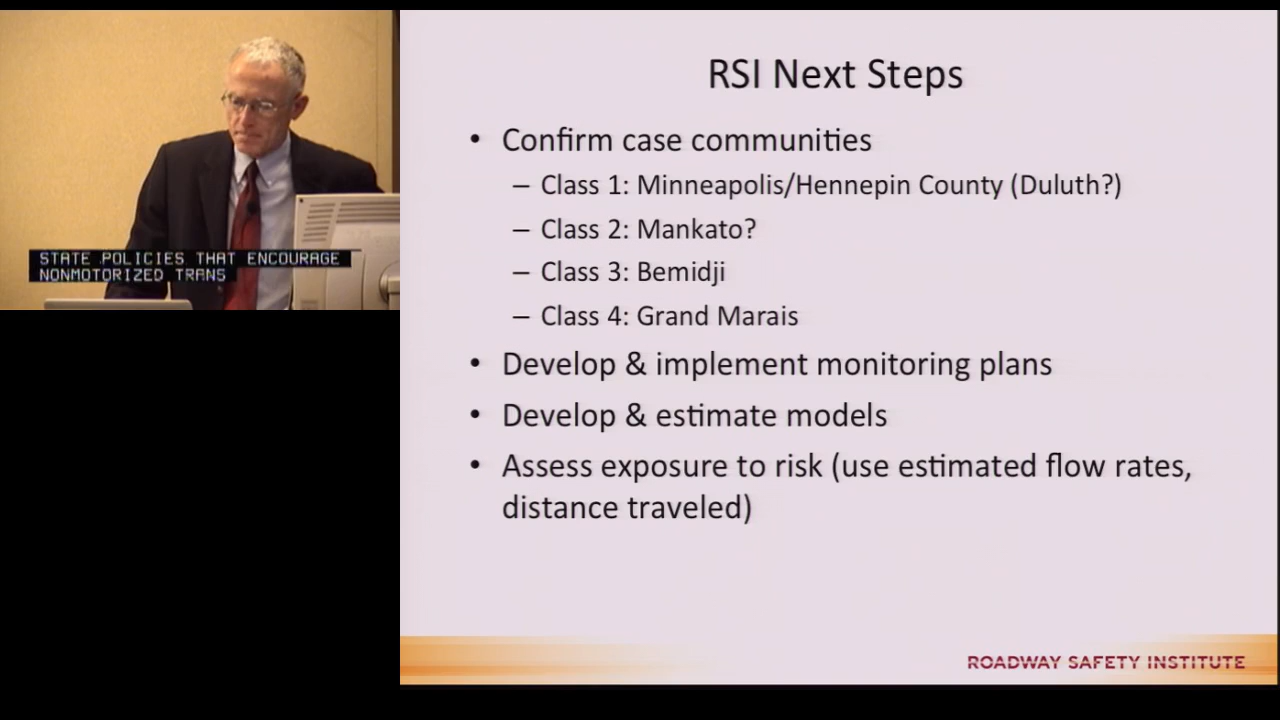 STATE POLICIES THAT ENCOURAGE
NONMOTORIZED TRANS
RSI Next Steps
• Confirm case communities
– Class 1: Minneapolis/Hennepin County (Duluth?)
– Class 2: Mankato?
– Class 3: Bemidji
– Class 4: Grand Marais
• Develop & implement monitoring plans
• Develop & estimate models
• Assess exposure to risk (use estimated flow rates,
distance traveled)
ROADWAY SAFETY INSTITUTE